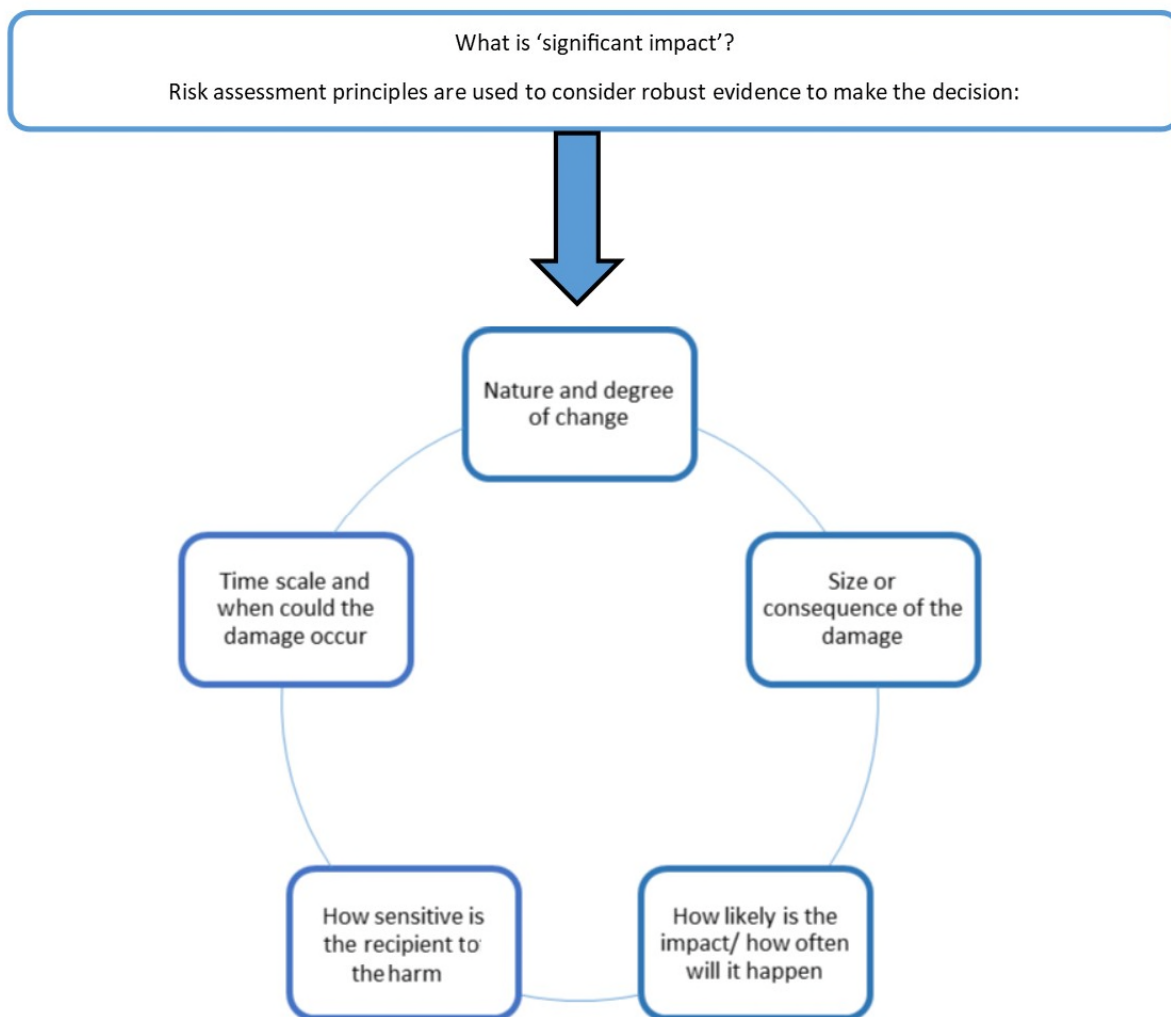 What is ‘significant impact’?
Risk assessment principles are used to consider robust evidence to make the decision:
Nature and degree
of change
Size or
consequence of the
damage
How likely is the
impact/ how often
will it happen
How sensitive is
the recipient to
the harm
Time scale and
when could the
damage occur